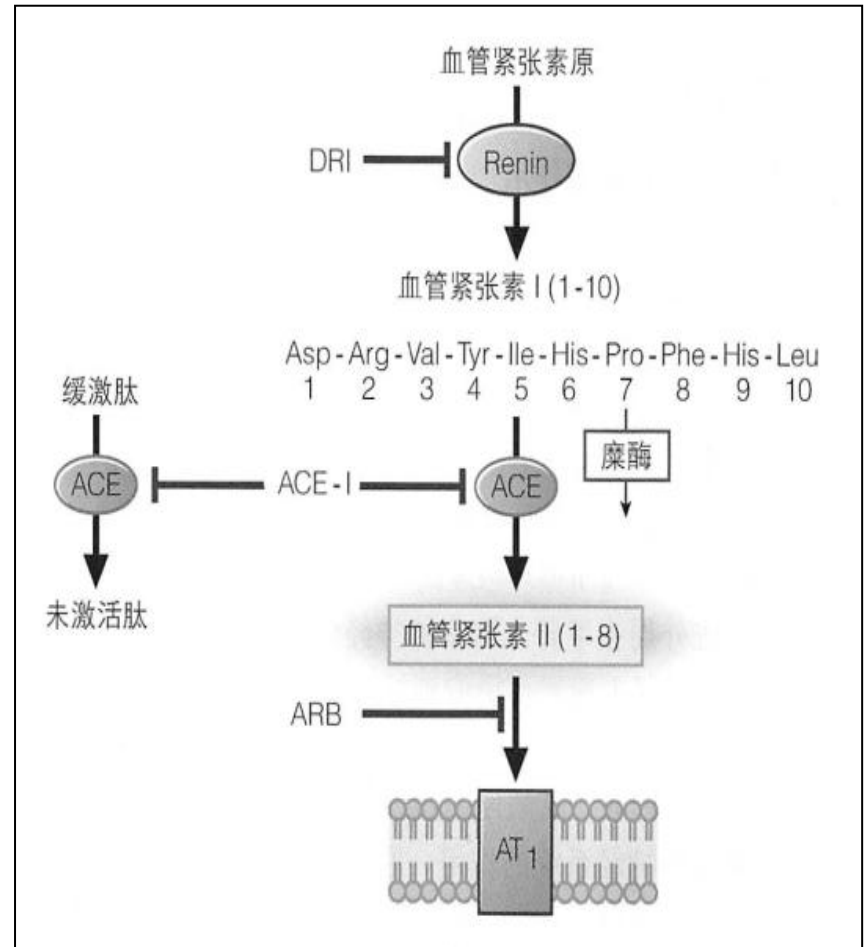 血管紧张素原
DRI
Renin
血管紧张素 I (1-10)
Asp - Arg - Val - Tyr - Ile - His - Pro - Phe - His - Leu
1 2 3 4 5 6 7 8 9 10
缓激肽
糜酶
ACE
ACE - I
ACE
未激活肽
血管紧张素 II (1-8)
ARB
AT1